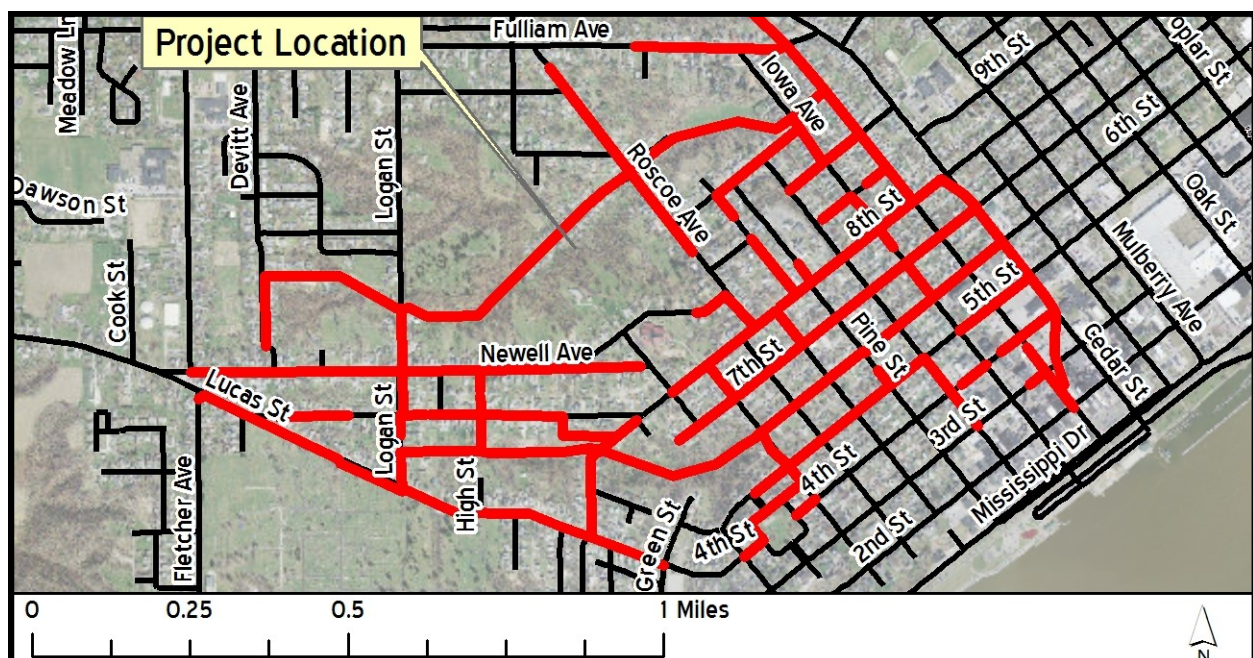 Fulliam Ave
Project Location
Meadow Ln
Devitt Ave
Logan St
Iowa Ave
9th St
oplar St
6th St
Roscoe Ave
Oak St
Dawson St
8th St
Mulberry Ave
Cook St
5th St
Pine St
Newell Ave
7th St
Cedar St
Lucas St
Logan St
3rd St
High St
4th St
Mississippi Dr
Fletcher Ave
Green St
4th St
2nd St
0 0.25 0.5 1 Miles
N